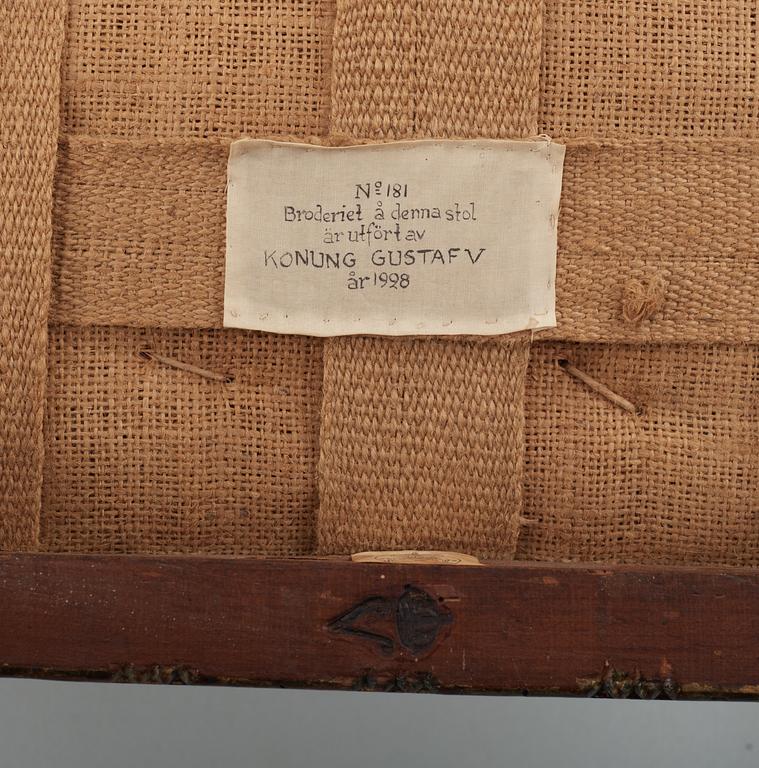 Nº 181
Broderiet å denna stol
är utfört av
KONUNG GUSTAF V
år 1928